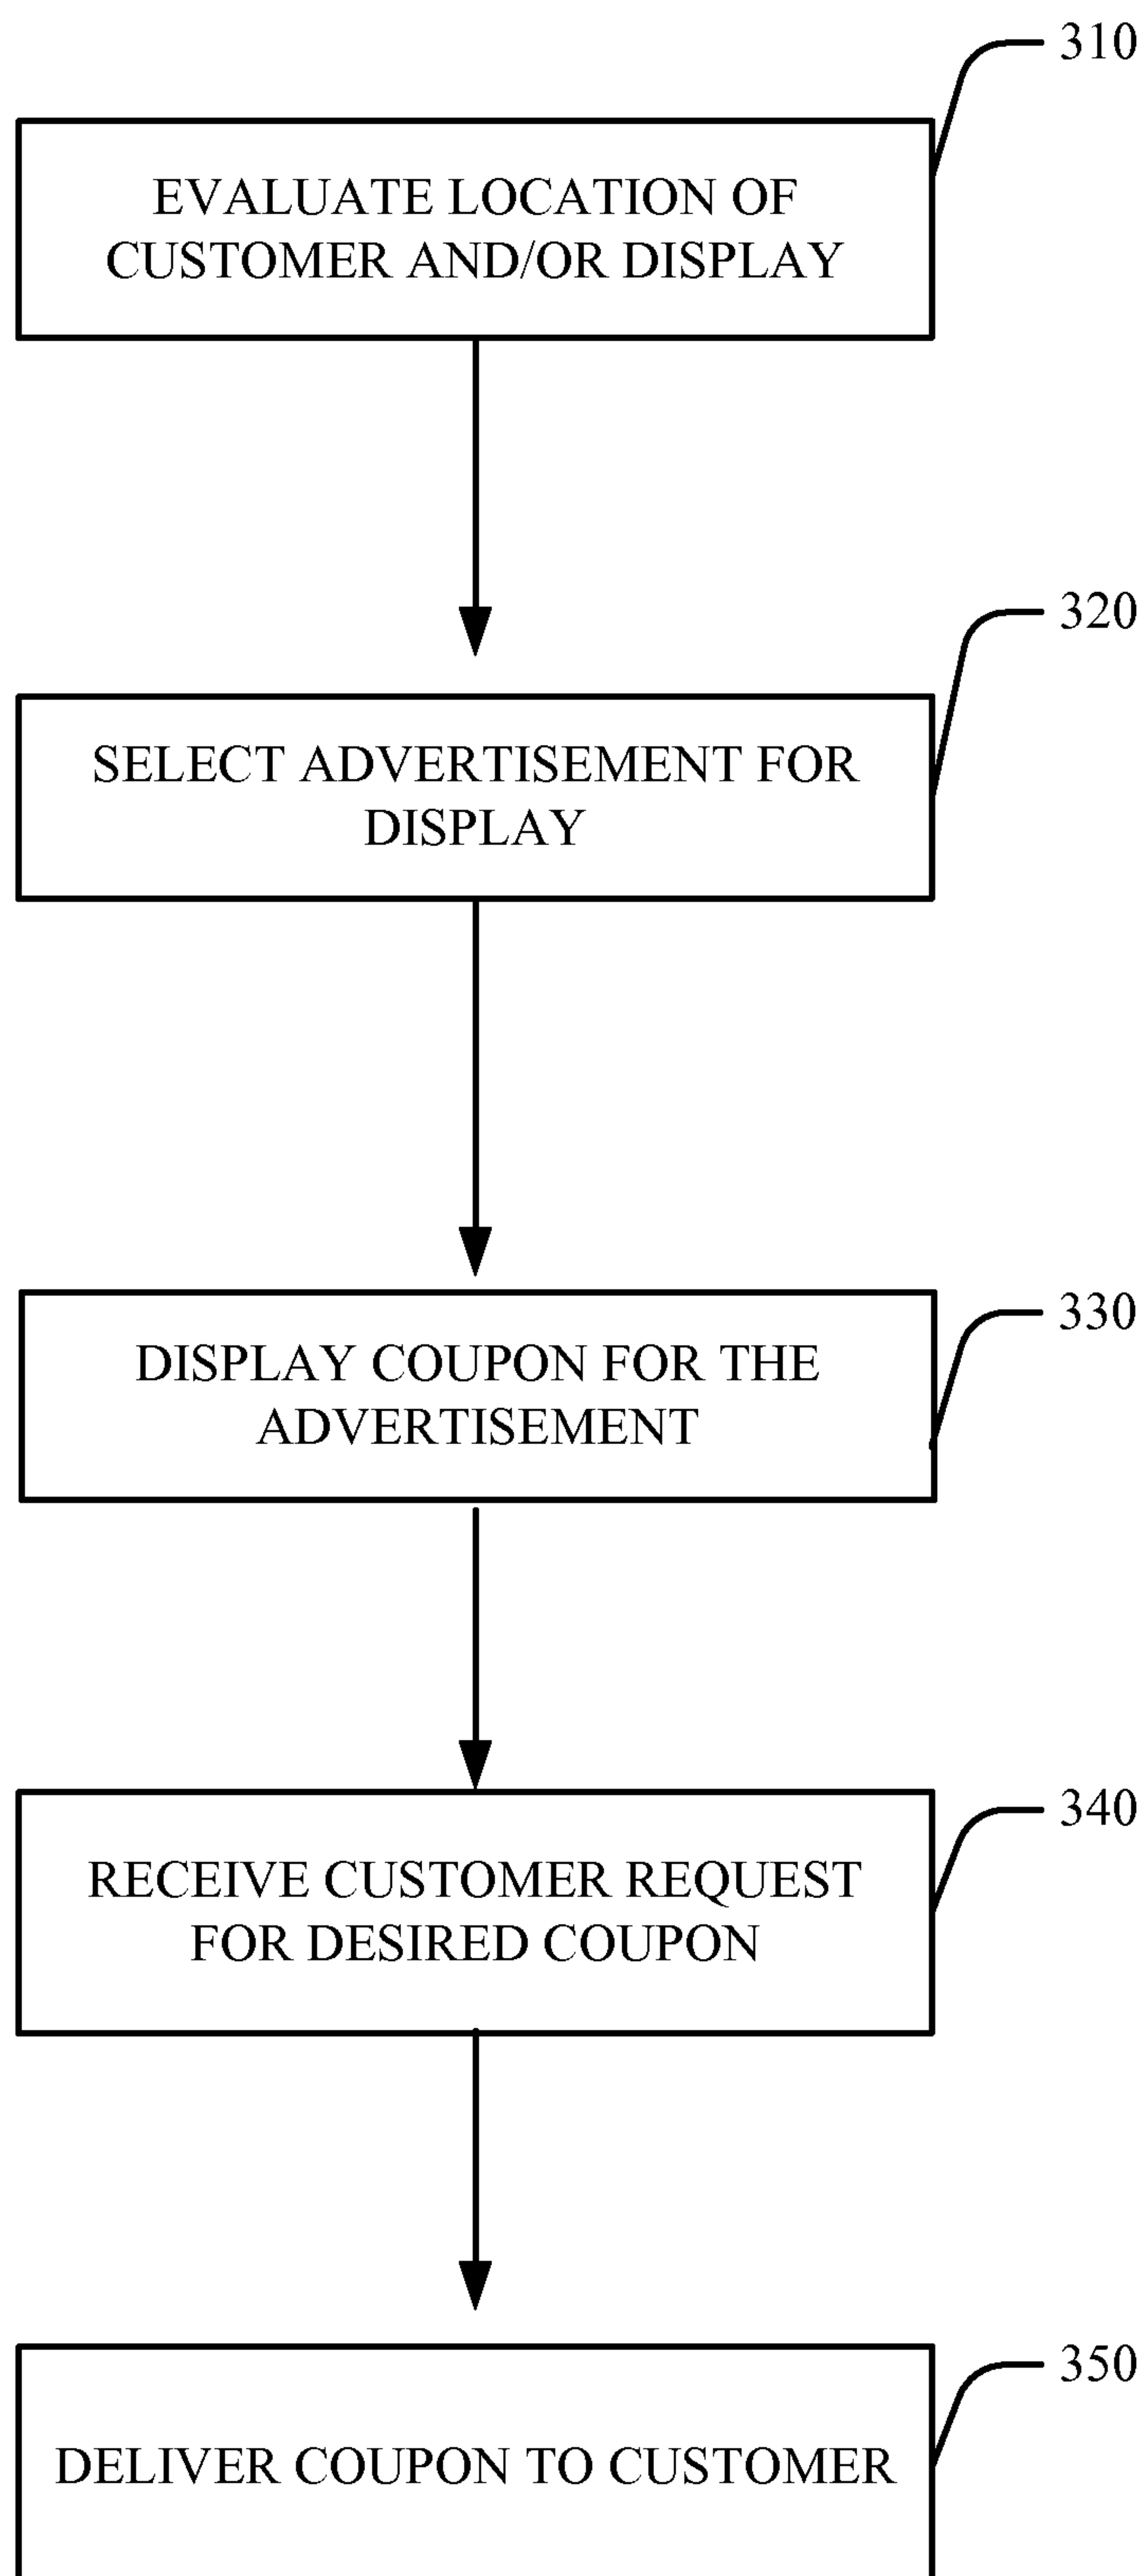 310
EVALUATE LOCATION OF
CUSTOMER AND/OR DISPLAY
320
SELECT ADVERTISEMENT FOR
DISPLAY
330
DISPLAY COUPON FOR THE
ADVERTISEMENT
340
RECEIVE CUSTOMER REQUEST
FOR DESIRED COUPON
350
DELIVER COUPON TO CUSTOMER